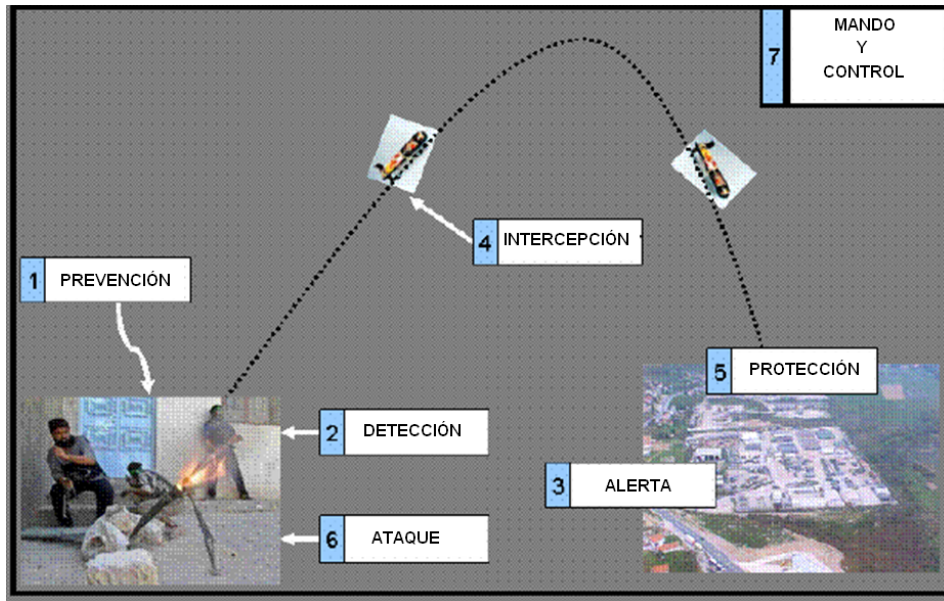 7 MANDO
Y
CONTROL
4 INTERCEPCIÓN
1 PREVENCIÓN
5 PROTECCIÓN
2 DETECCIÓN
3 ALERTA
6 ATAQUE